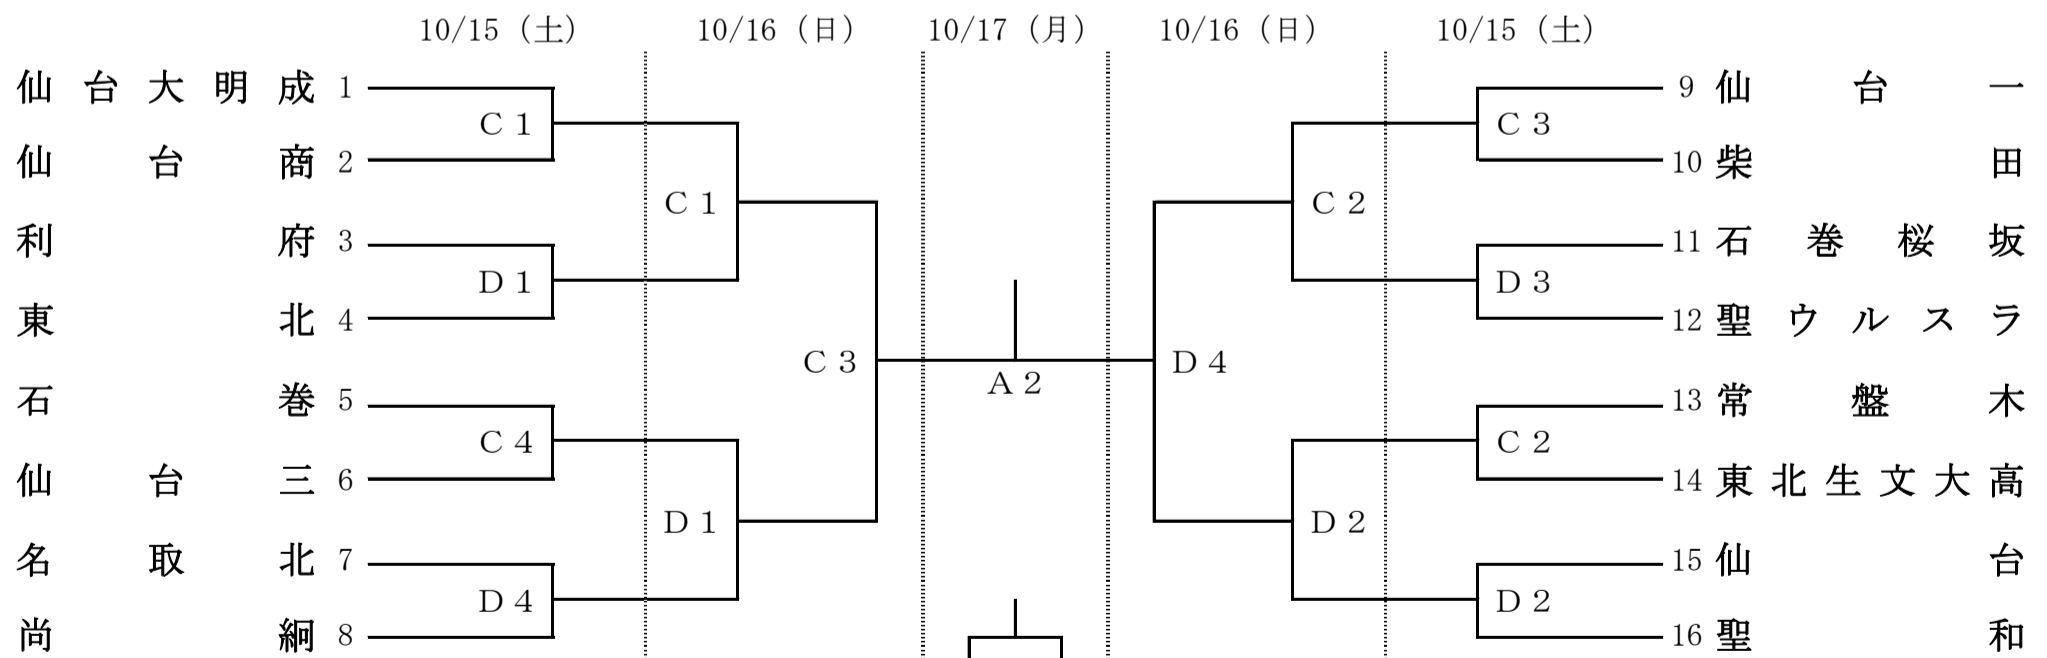 10/15（土） 10/16（日） 10/17（月） 10/16（日） 10/15（土）
仙台大明成 1 9 仙台一
C1 C3
仙台商 2 10 柴田
C1 C2
利府 3 11 石巻桜坂
D1 D3
東北 4 12 聖ウルスラ
C3 D4
A2
石巻 5 13 常盤木
C4 C2
仙台三 6 14 東北生文大高
D1 D2
名取北 7 15 仙台
D4 D2
尚絅 8 16 聖和